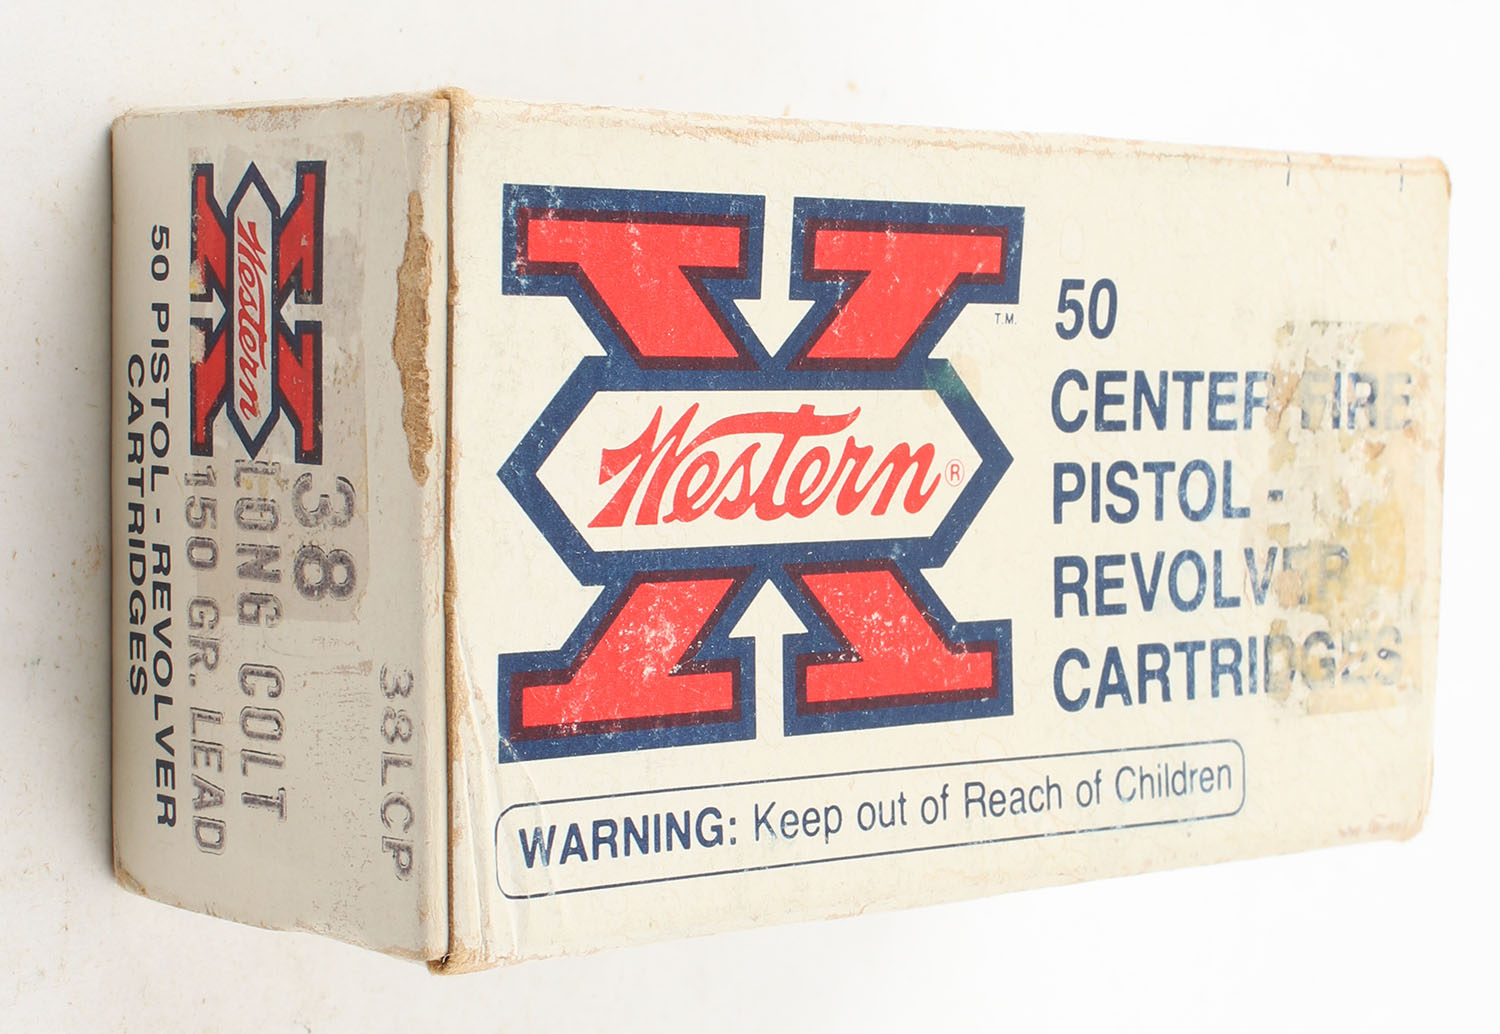 Western ®
T.M.
50
CENTER FIRE
PISTOL -
REVOLVER
CARTRIDGES
WARNING: Keep out of Reach of Children
38LCP
Western
38
LONG COLT
150 GR. LEAD
50 PISTOL - REVOLVER
CARTRIDGES